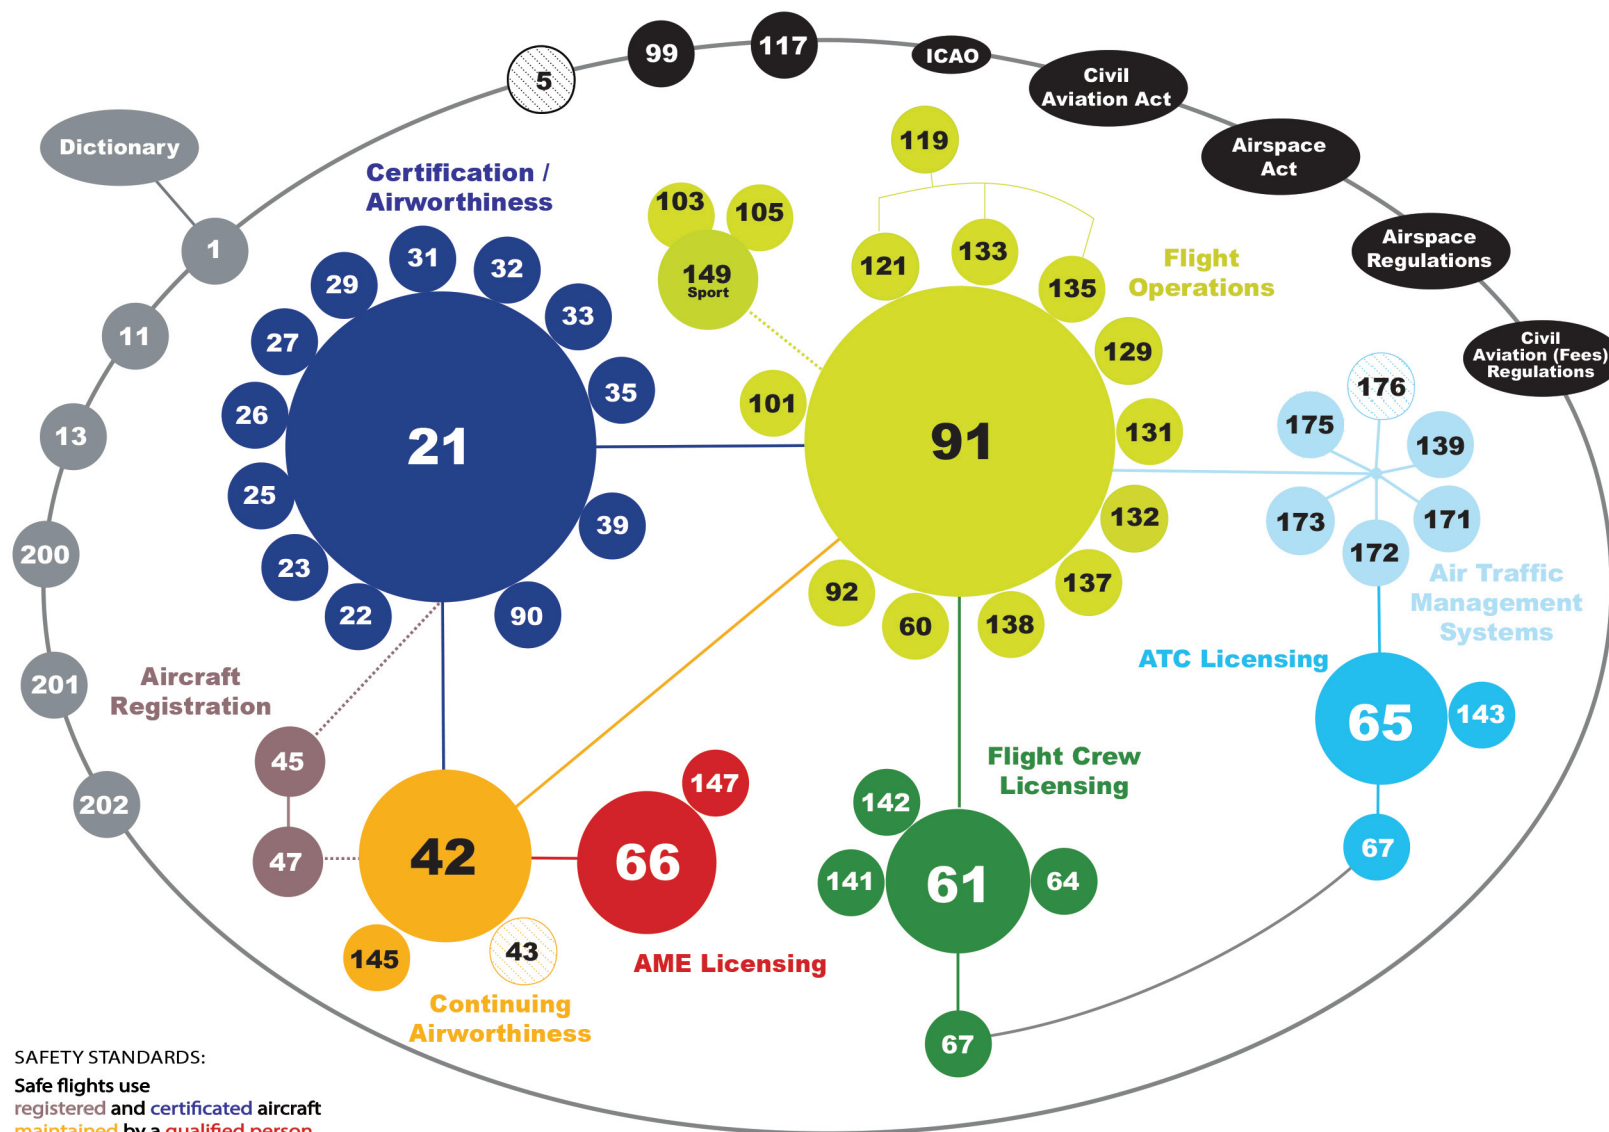 5
99
117
ICAO
Civil
Aviation Act
Airspace
Act
Airspace
Regulations
Civil
Aviation (Fees)
Regulations
Dictionary
1
11
13
200
201
202
Certification /
Airworthiness
31
32
29
33
27
35
26
21
25
39
23
22
90
103
105
149
Sport
119
121
133
135
Flight
Operations
129
101
91
131
132
137
92
60
138
176
175
139
173
171
172
Air Traffic
Management
Systems
ATC Licensing
65
143
67
Aircraft
Registration
45
47
42
145
43
Continuing
Airworthiness
147
66
AME Licensing
Flight Crew
Licensing
142
141
61
64
67
SAFETY STANDARDS:
Safe flights use
registered and certificated aircraft
maintained by a qualified person